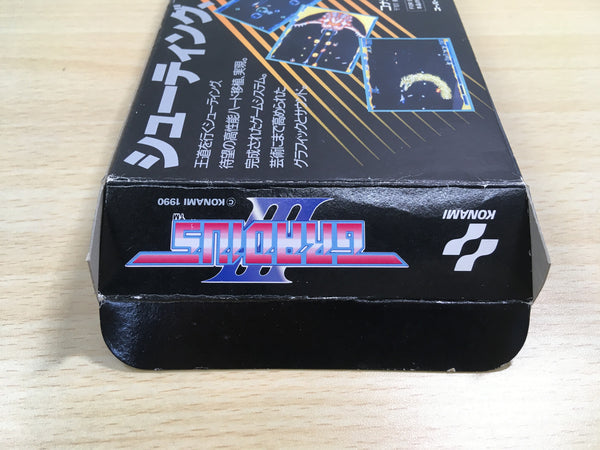 シューティング、
王道を行くシューティング。
待望の高性能ハード移植、実現。
完成されたゲームシステム。
芸術にまで高められた
グラフィックとサウンド。
KONAMI
GRADIUS III
TM
© KONAMI 1990